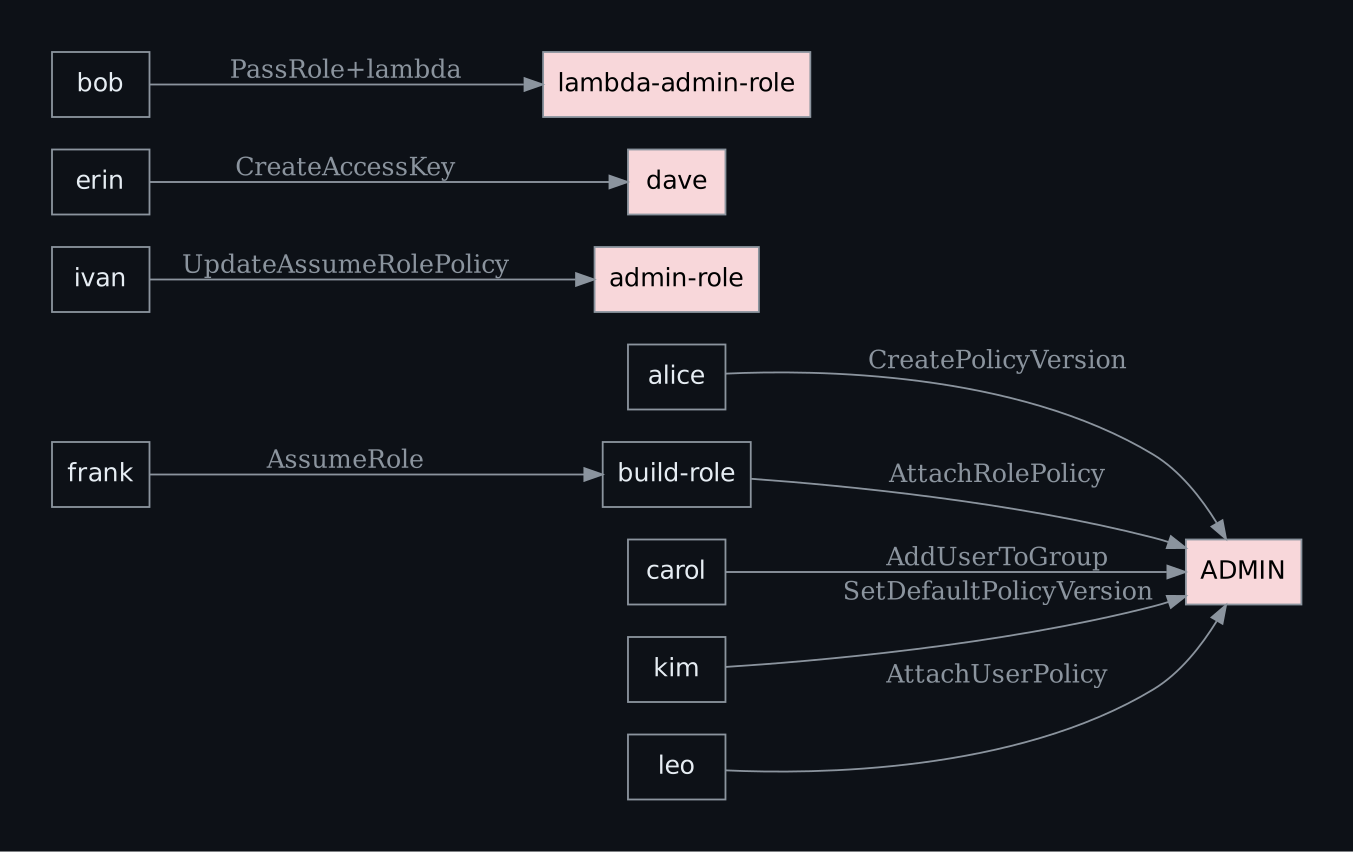 bob
PassRole+lambda
lambda-admin-role
erin
CreateAccessKey
dave
ivan
UpdateAssumeRolePolicy
admin-role
alice
CreatePolicyVersion
frank
AssumeRole
build-role
AttachRolePolicy
carol
AddUserToGroup
ADMIN
SetDefaultPolicyVersion
kim
AttachUserPolicy
leo